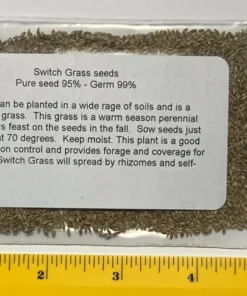 Switch Grass seeds
Pure seed 95% - Germ 99%
an be planted in a wide rage of soils and is a
grass. This grass is a warm season perennial
s feast on the seeds in the fall. Sow seeds just
at 70 degrees. Keep moist. This plant is a good
on control and provides forage and coverage for
Switch Grass will spread by rhizomes and self-
2 3 4